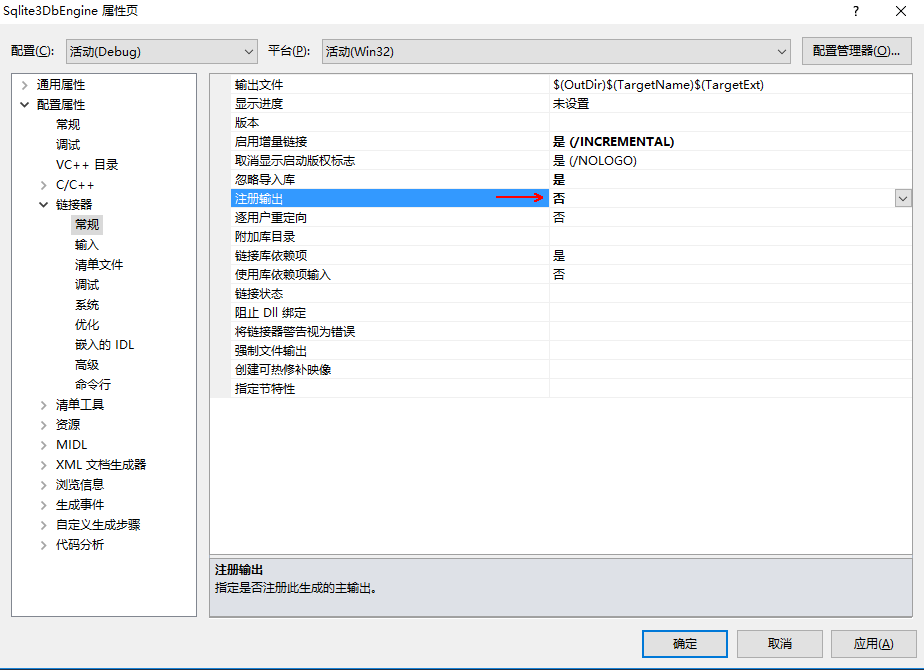 Sqlite3DbEngine 属性页
配置(C): 活动(Debug) 平台(P): 活动(Win32) 配置管理器(O)...
通用属性
配置属性
常规
调试
VC++ 目录
C/C++
链接器
常规
输入
清单文件
调试
系统
优化
嵌入的 IDL
高级
命令行
清单工具
资源
MIDL
XML 文档生成器
浏览信息
生成事件
自定义生成步骤
代码分析
输出文件 $(OutDir)$(TargetName)$(TargetExt)
显示进度 未设置
版本
启用增量链接 是 (/INCREMENTAL)
取消显示启动版权标志 是 (/NOLOGO)
忽略导入库 是
注册输出 否
逐用户重定向 否
附加库目录
链接库依赖项 是
使用库依赖项输入 否
链接状态
阻止 Dll 绑定
将链接器警告视为错误
强制文件输出
创建可热修补映像
指定节特性
注册输出
指定是否注册此生成的主输出。
确定 取消 应用(A)